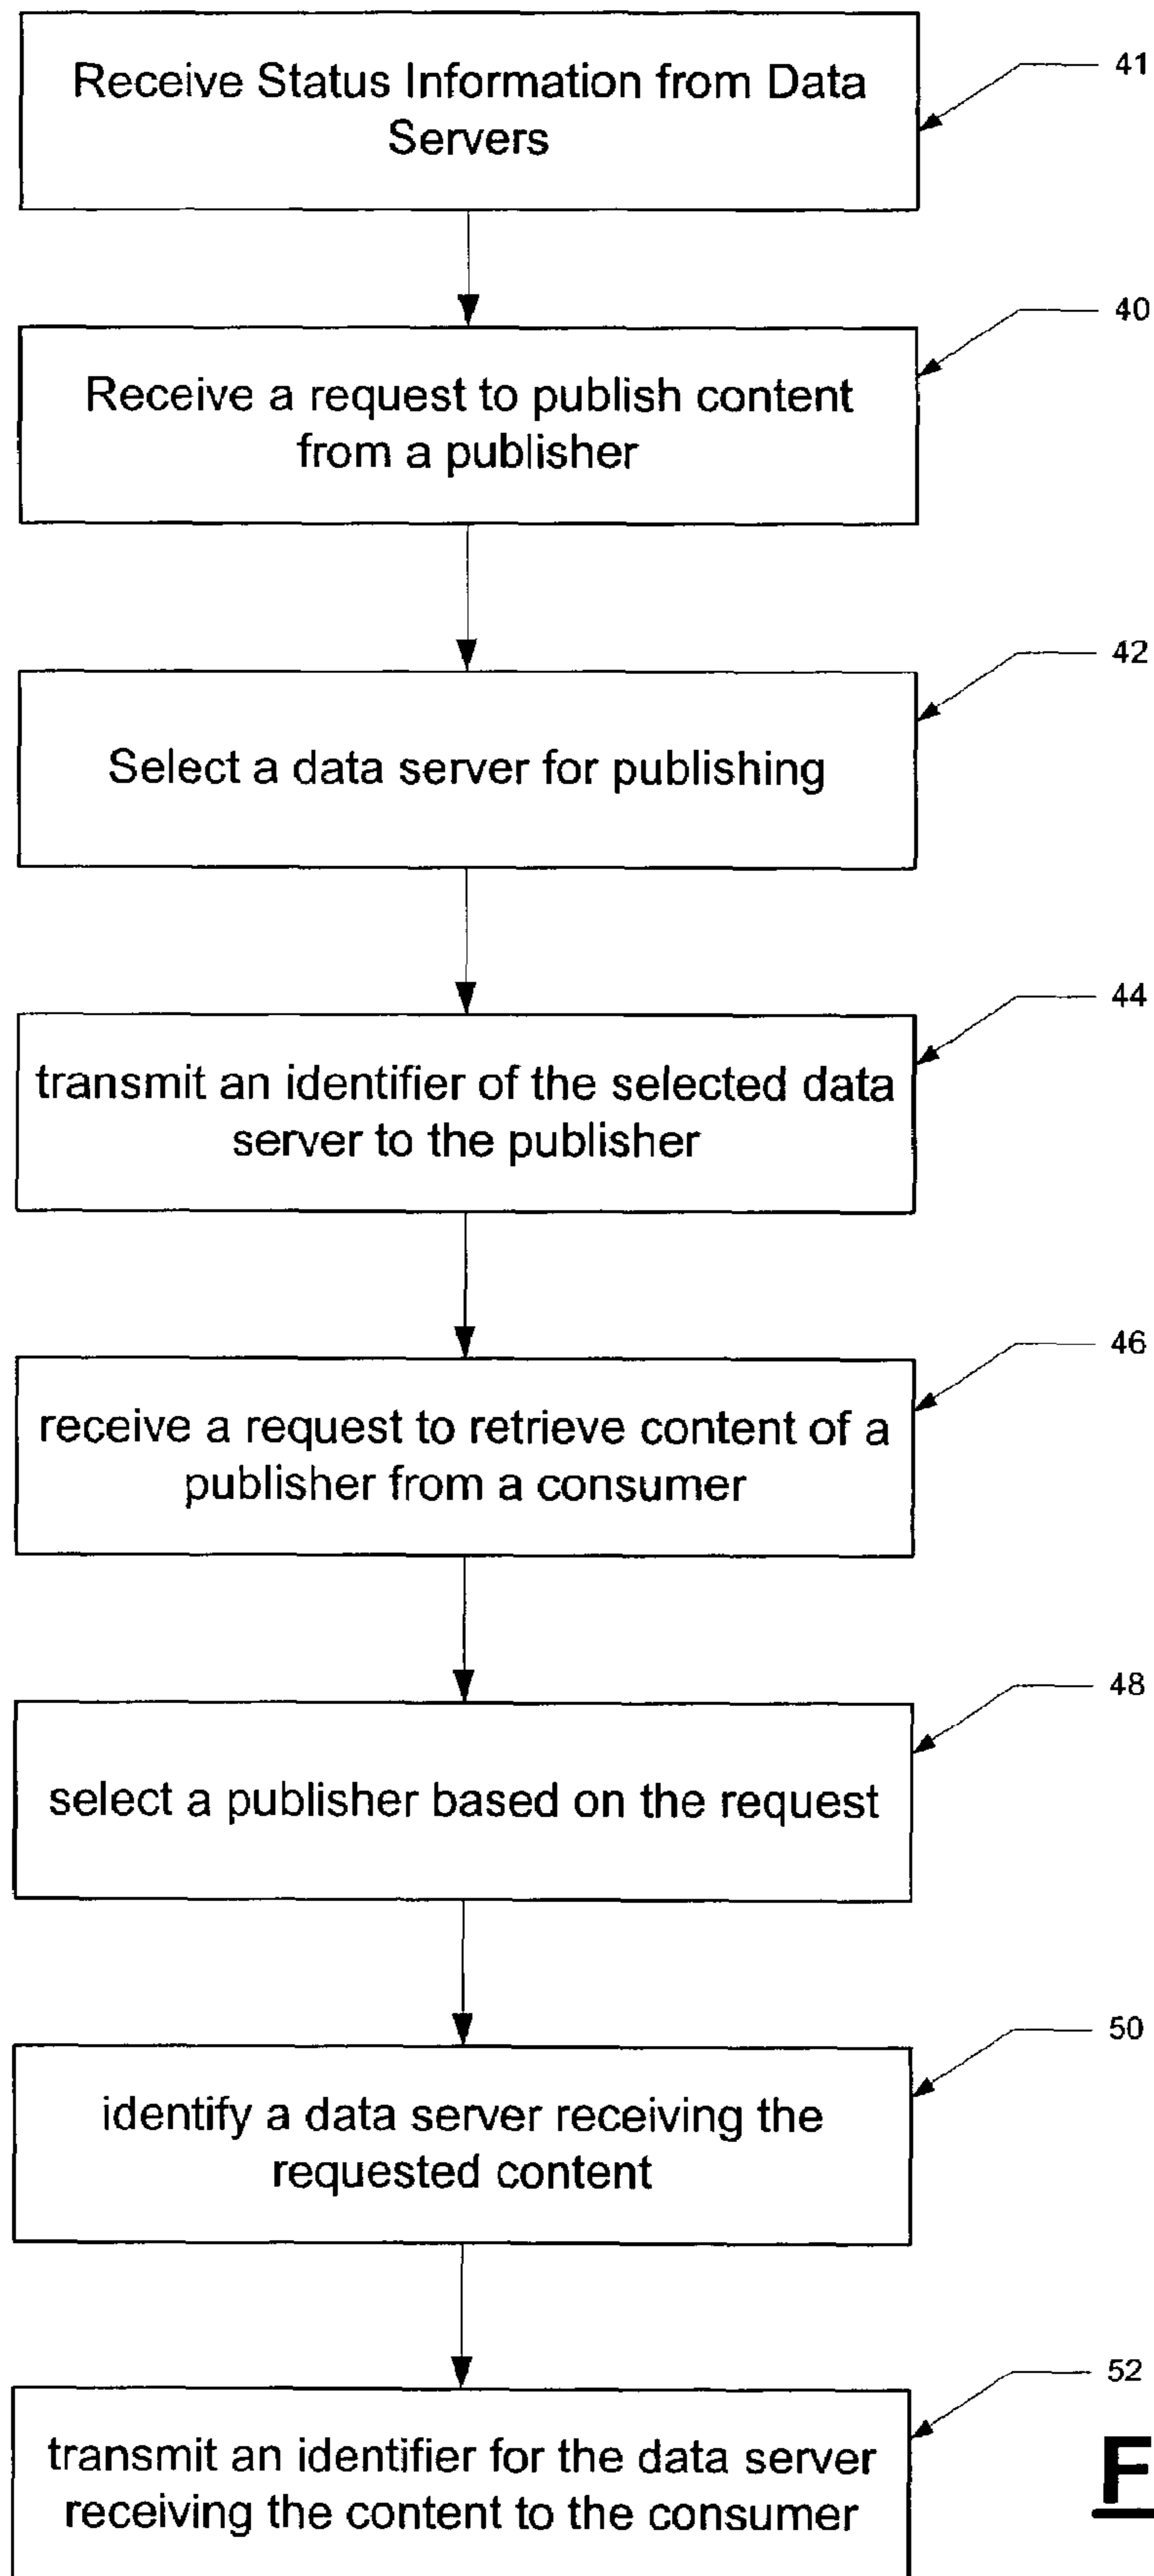 Receive Status Information from Data
Servers
41
Receive a request to publish content
from a publisher
40
Select a data server for publishing
42
transmit an identifier of the selected data
server to the publisher
44
receive a request to retrieve content of a
publisher from a consumer
46
select a publisher based on the request
48
identify a data server receiving the
requested content
50
transmit an identifier for the data server
receiving the content to the consumer
52
F